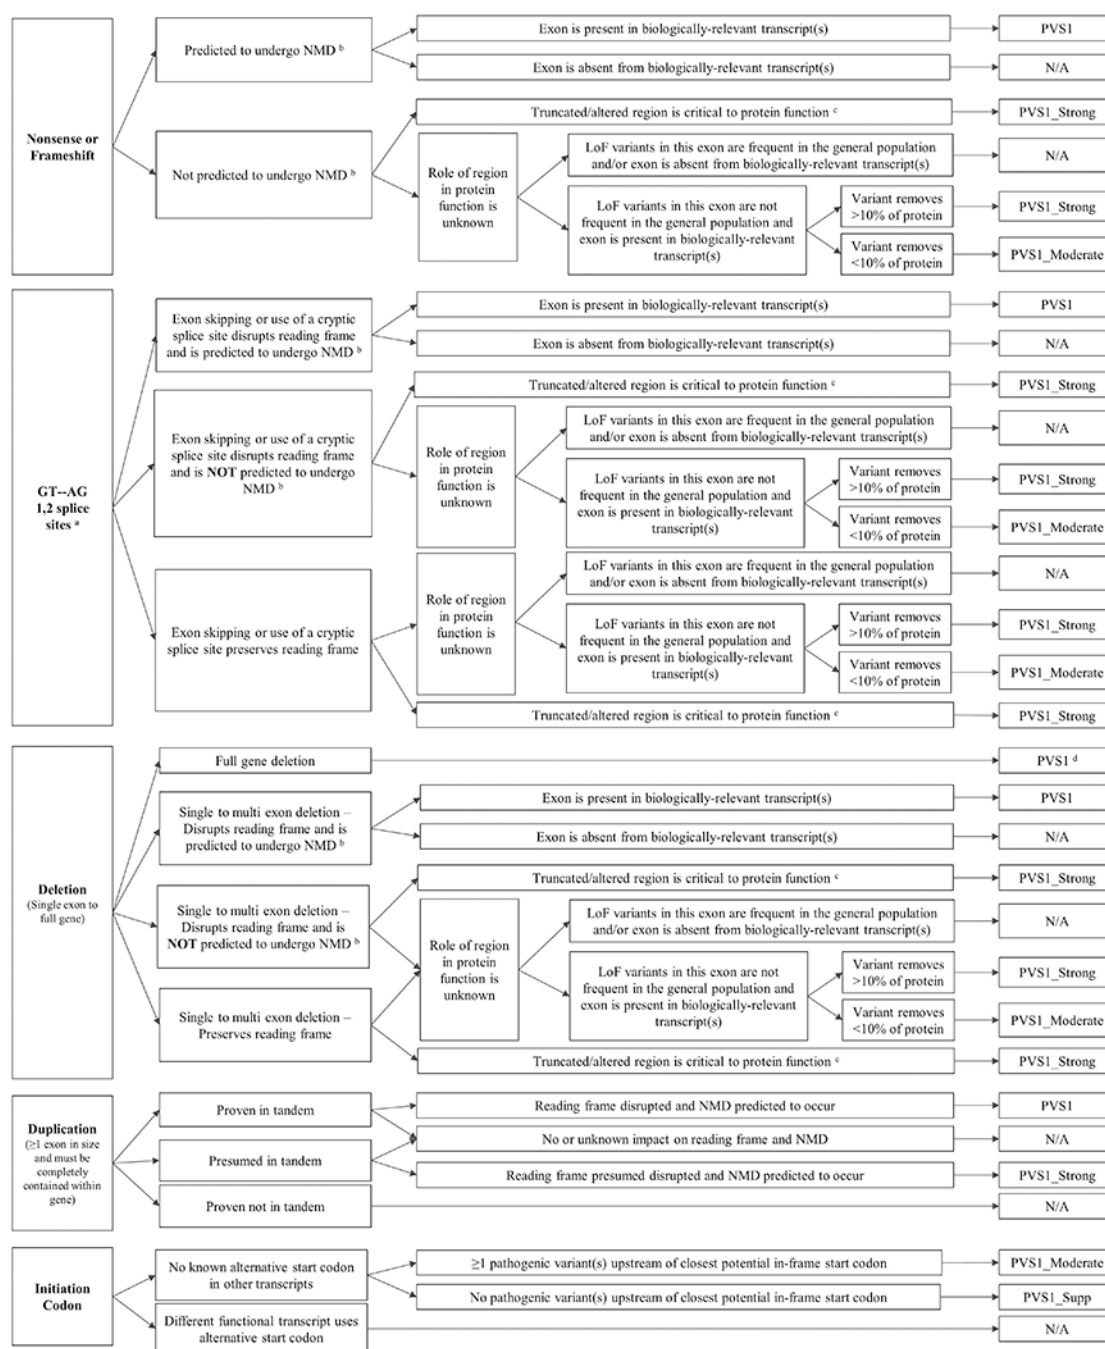 Nonsense or
Frameshift
Predicted to undergo NMD b
Exon is present in biologically-relevant transcript(s)
PVS1
Exon is absent from biologically-relevant transcript(s)
N/A
Not predicted to undergo NMD b
Truncated/altered region is critical to protein function c
PVS1_Strong
Role of region
in protein
function is
unknown
LoF variants in this exon are frequent in the general population
and/or exon is absent from biologically-relevant transcript(s)
N/A
LoF variants in this exon are not
frequent in the general population and
exon is present in biologically-relevant
transcript(s)
Variant removes
>10% of protein
PVS1_Strong
Variant removes
<10% of protein
PVS1_Moderate
GT--AG
1,2 splice
sites a
Exon skipping or use of a cryptic
splice site disrupts reading frame
and is predicted to undergo NMD b
Exon is present in biologically-relevant transcript(s)
PVS1
Exon is absent from biologically-relevant transcript(s)
N/A
Exon skipping or use of a cryptic
splice site disrupts reading frame
and is NOT predicted to undergo
NMD b
Truncated/altered region is critical to protein function c
PVS1_Strong
Role of region
in protein
function is
unknown
LoF variants in this exon are frequent in the general population
and/or exon is absent from biologically-relevant transcript(s)
N/A
LoF variants in this exon are not
frequent in the general population and
exon is present in biologically-relevant
transcript(s)
Variant removes
>10% of protein
PVS1_Strong
Variant removes
<10% of protein
PVS1_Moderate
Exon skipping or use of a cryptic
splice site preserves reading frame
Role of region
in protein
function is
unknown
LoF variants in this exon are frequent in the general population
and/or exon is absent from biologically-relevant transcript(s)
N/A
LoF variants in this exon are not
frequent in the general population and
exon is present in biologically-relevant
transcript(s)
Variant removes
>10% of protein
PVS1_Strong
Variant removes
<10% of protein
PVS1_Moderate
Truncated/altered region is critical to protein function c
PVS1_Strong
Deletion
(Single exon to
full gene)
Full gene deletion
PVS1 d
Single to multi exon deletion –
Disrupts reading frame and is
predicted to undergo NMD b
Exon is present in biologically-relevant transcript(s)
PVS1
Exon is absent from biologically-relevant transcript(s)
N/A
Single to multi exon deletion –
Disrupts reading frame and is
NOT predicted to undergo NMD b
Truncated/altered region is critical to protein function c
PVS1_Strong
Role of region
in protein
function is
unknown
LoF variants in this exon are frequent in the general population
and/or exon is absent from biologically-relevant transcript(s)
N/A
LoF variants in this exon are not
frequent in the general population and
exon is present in biologically-relevant
transcript(s)
Variant removes
>10% of protein
PVS1_Strong
Variant removes
<10% of protein
PVS1_Moderate
Single to multi exon deletion –
Preserves reading frame
Truncated/altered region is critical to protein function c
PVS1_Strong
Duplication
(≥1 exon in size
and must be
completely
contained within
gene)
Proven in tandem
Reading frame disrupted and NMD predicted to occur
PVS1
No or unknown impact on reading frame and NMD
N/A
Presumed in tandem
Reading frame presumed disrupted and NMD predicted to occur
PVS1_Strong
Proven not in tandem
N/A
Initiation
Codon
No known alternative start codon
in other transcripts
≥1 pathogenic variant(s) upstream of closest potential in-frame start codon
PVS1_Moderate
No pathogenic variant(s) upstream of closest potential in-frame start codon
PVS1_Supp
Different functional transcript uses
alternative start codon
N/A